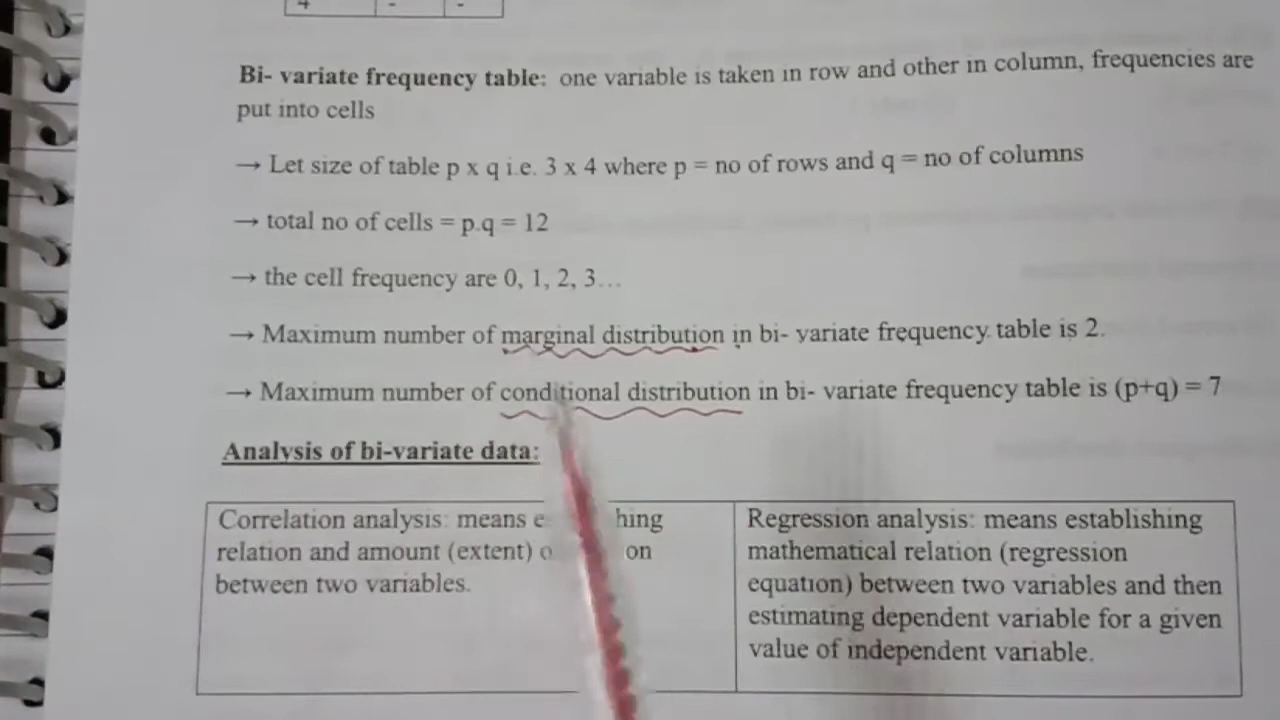 4 - -
Bi- variate frequency table: one variable is taken in row and other in column, frequencies are
put into cells
→ Let size of table p x q i.e. 3 x 4 where p = no of rows and q = no of columns
→ total no of cells = p.q = 12
→ the cell frequency are 0, 1, 2, 3...
→ Maximum number of marginal distribution in bi- variate frequency table is 2.
→ Maximum number of conditional distribution in bi- variate frequency table is (p+q) = 7
Analysis of bi-variate data:
Correlation analysis: means
relation and amount (extent)
between two variables.
Regression analysis: means establishing
mathematical relation (regression
equation) between two variables and then
estimating dependent variable for a given
value of independent variable.